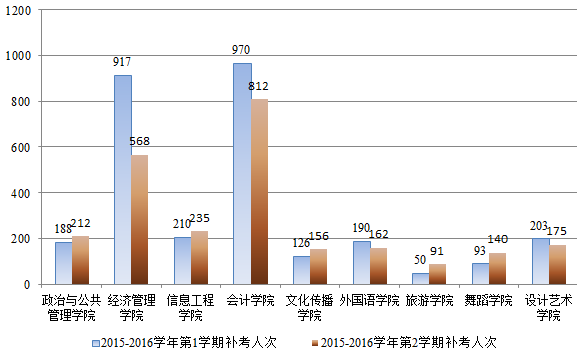 1200
1000
800
600
400
200
0
188 212
917 568
210 235
970 812
126 156
190 162
50 91
93 140
203 175
政治与公共
管理学院
经济管理
学院
信息工程
学院
会计学院
文化传播
学院
外国语学院
旅游学院
舞蹈学院
设计艺术
学院
2015-2016学年第1学期补考人次
2015-2016学年第2学期补考人次